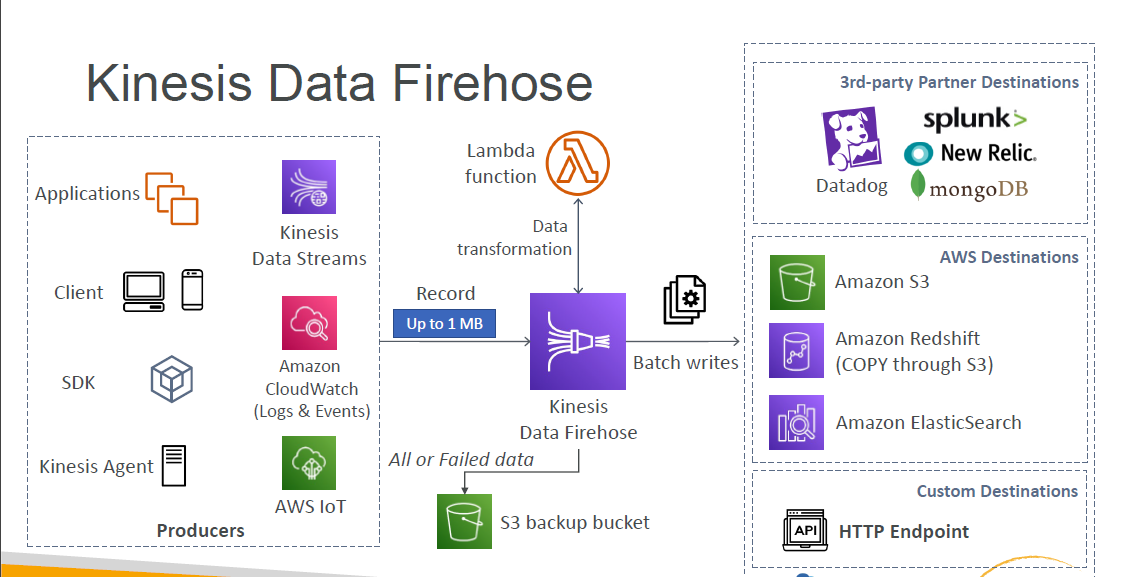 Kinesis Data Firehose
Applications
Client
SDK
Kinesis Agent
Kinesis
Data Streams
Amazon
CloudWatch
(Logs & Events)
AWS IoT
Producers
Record
Up to 1 MB
Lambda
function
Data
transformation
Kinesis
Data Firehose
All or Failed data
S3 backup bucket
Batch writes
3rd-party Partner Destinations
Datadog
splunk>
New Relic.
mongoDB
AWS Destinations
Amazon S3
Amazon Redshift
(COPY through S3)
Amazon ElasticSearch
Custom Destinations
API
HTTP Endpoint